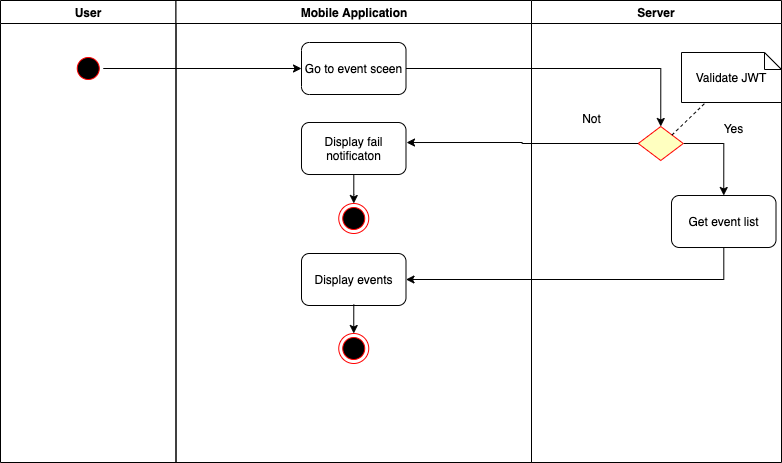 User
Mobile Application
Server
Go to event sceen
Validate JWT
Not
Yes
Display fail
notificaton
Get event list
Display events